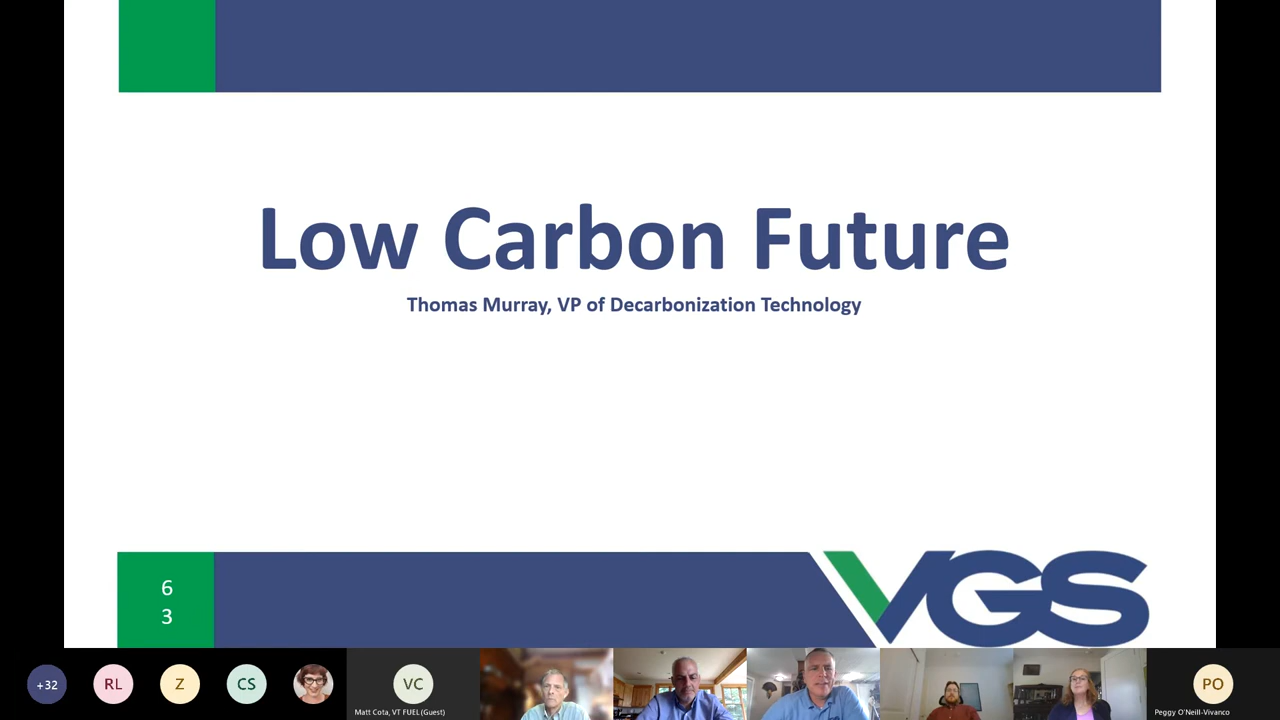 Low Carbon Future
Thomas Murray, VP of Decarbonization Technology
6
3
VGS
+32
RL
Z
CS
VC
Matt Cota, VT FUEL (Guest)
PO
Peggy O'Neill-Vivanco